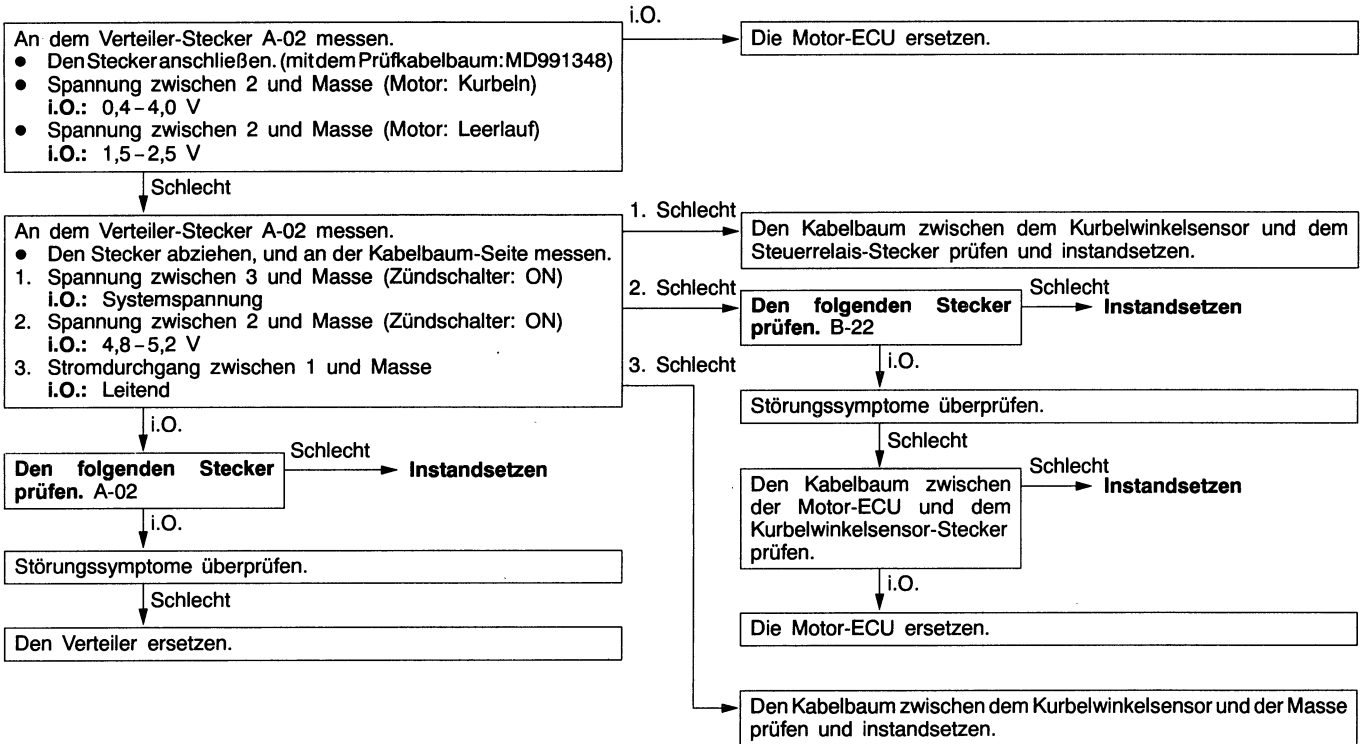 An dem Verteiler-Stecker A-02 messen.
● Den Stecker anschließen. (mit dem Prüfkabelbaum: MD991348)
● Spannung zwischen 2 und Masse (Motor: Kurbeln)
i.O.: 0,4–4,0 V
● Spannung zwischen 2 und Masse (Motor: Leerlauf)
i.O.: 1,5–2,5 V
i.O.
Die Motor-ECU ersetzen.
Schlecht
An dem Verteiler-Stecker A-02 messen.
● Den Stecker abziehen, und an der Kabelbaum-Seite messen.
1. Spannung zwischen 3 und Masse (Zündschalter: ON)
i.O.: Systemspannung
2. Spannung zwischen 2 und Masse (Zündschalter: ON)
i.O.: 4,8–5,2 V
3. Stromdurchgang zwischen 1 und Masse
i.O.: Leitend
1. Schlecht
Den Kabelbaum zwischen dem Kurbelwinkelsensor und dem
Steuerrelais-Stecker prüfen und instandsetzen.
2. Schlecht
Den folgenden Stecker
prüfen. B-22
Schlecht
Instandsetzen
i.O.
Störungssymptome überprüfen.
Schlecht
Den Kabelbaum zwischen
der Motor-ECU und dem
Kurbelwinkelsensor-Stecker
prüfen.
Schlecht
Instandsetzen
i.O.
Die Motor-ECU ersetzen.
3. Schlecht
Den Kabelbaum zwischen dem Kurbelwinkelsensor und der Masse
prüfen und instandsetzen.
i.O.
Den folgenden Stecker
prüfen. A-02
Schlecht
Instandsetzen
i.O.
Störungssymptome überprüfen.
Schlecht
Den Verteiler ersetzen.